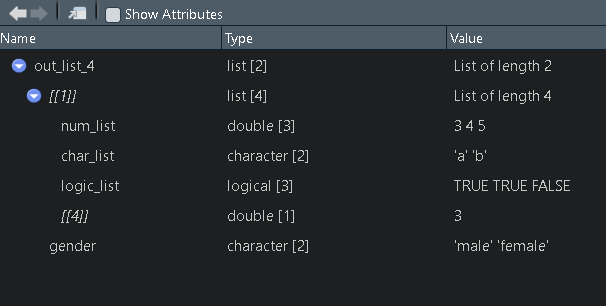 Show Attributes
Name Type Value
out_list_4 list [2] List of length 2
[[1]] list [4] List of length 4
num_list double [3] 3 4 5
char_list character [2] 'a' 'b'
logic_list logical [3] TRUE TRUE FALSE
[[4]] double [1] 3
gender character [2] 'male' 'female'